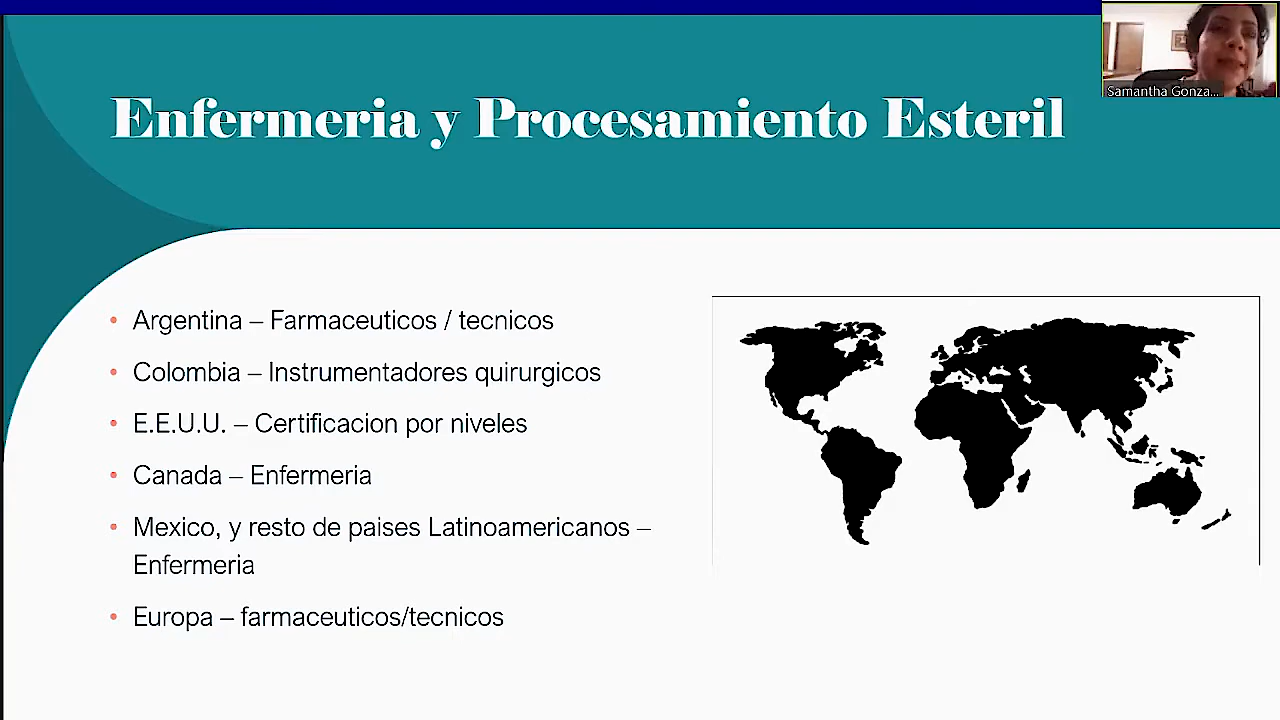 Samantha Gonza...
Enfermeria y Procesamiento Esteril
• Argentina – Farmaceuticos / tecnicos
• Colombia – Instrumentadores quirurgicos
• E.E.U.U. – Certificacion por niveles
• Canada – Enfermeria
• Mexico, y resto de paises Latinoamericanos –
Enfermeria
• Europa – farmaceuticos/tecnicos